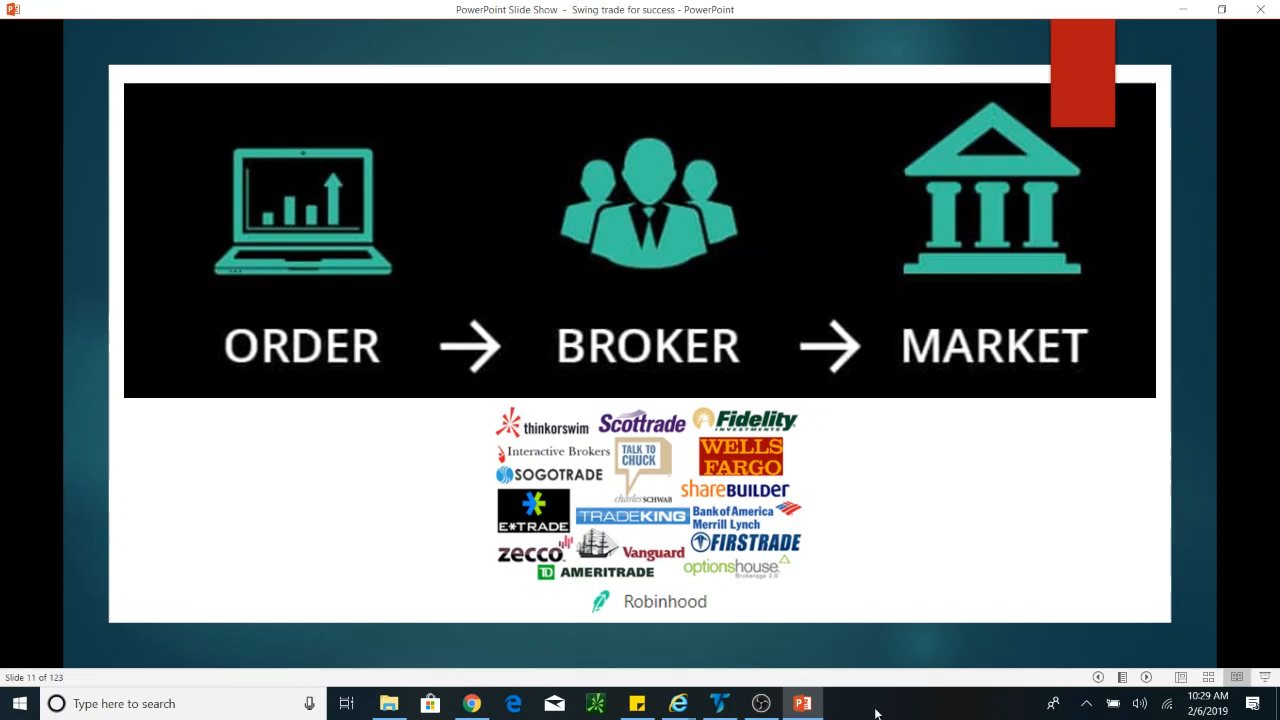 PowerPoint Slide Show - Swing trade for success - PowerPoint
ORDER → BROKER → MARKET
thinkorswim Scottrade Fidelity
INVESTMENTS
Interactive Brokers TALK TO CHUCK WELLS FARGO
SOGOTRADE charles SCHWAB shareBUILDER
E*TRADE TRADEKING Bank of America
Merrill Lynch
zecco Vanguard FIRSTRADE
TD AMERITRADE optionshouse
Brokerage 2.0
Robinhood
Slide 11 of 123
Type here to search
10:29 AM
2/6/2019